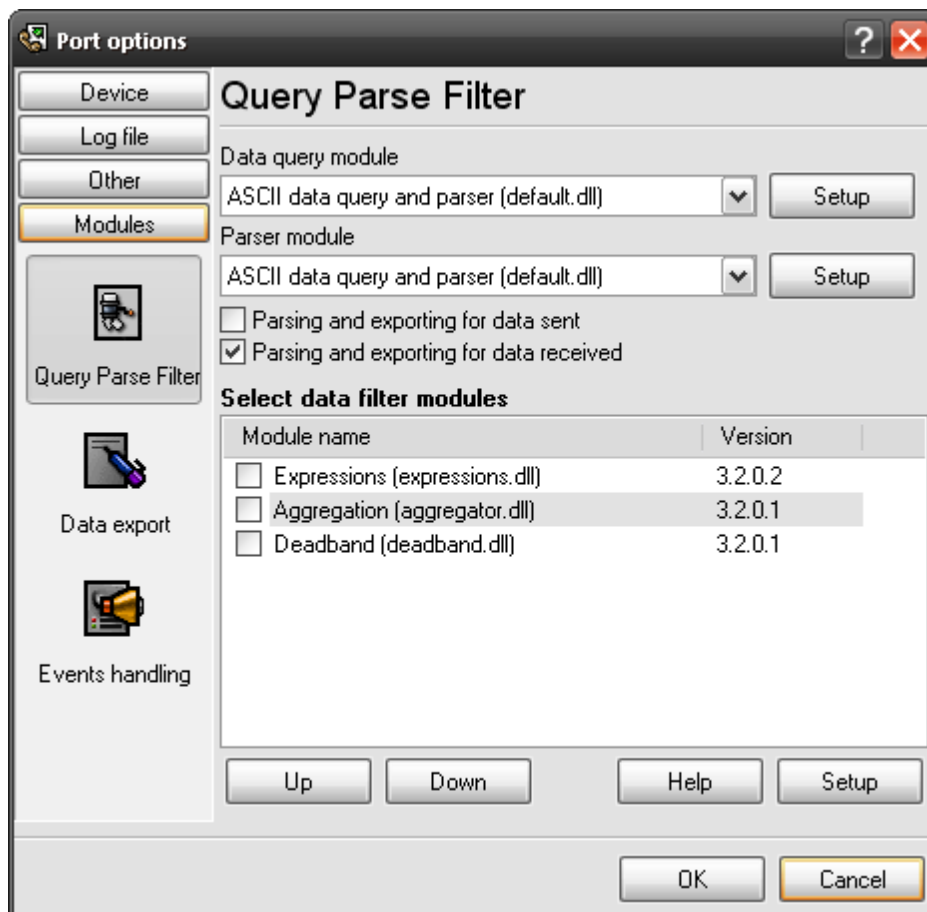 Port options
?
Device
Log file
Other
Modules
Query Parse Filter
Data export
Events handling
Query Parse Filter
Data query module
ASCII data query and parser (default.dll)
Setup
Parser module
ASCII data query and parser (default.dll)
Setup
Parsing and exporting for data sent
Parsing and exporting for data received
Select data filter modules
Module name Version
Expressions (expressions.dll) 3.2.0.2
Aggregation (aggregator.dll) 3.2.0.1
Deadband (deadband.dll) 3.2.0.1
Up Down Help Setup
OK Cancel